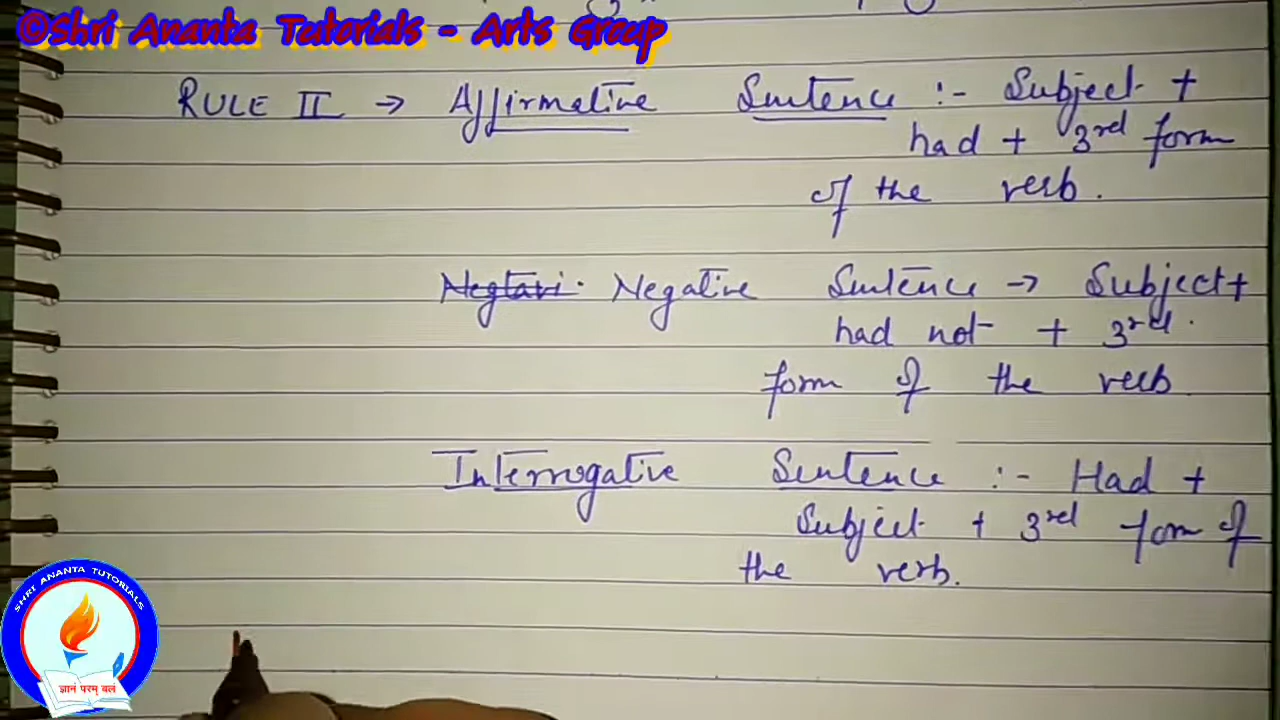 ©Shri Ananta Tutorials - Arts Group
RULE II → Affirmative Sentence :- Subject +
had + 3rd form
of the verb.
Neglavi. Negative Sentence → Subject +
had not + 3rd
form of the verb
Interrogative Sentence :- Had +
Subject + 3rd form of
the verb.
SHRI ANANTA TUTORIALS
ज्ञानं परमं बलं